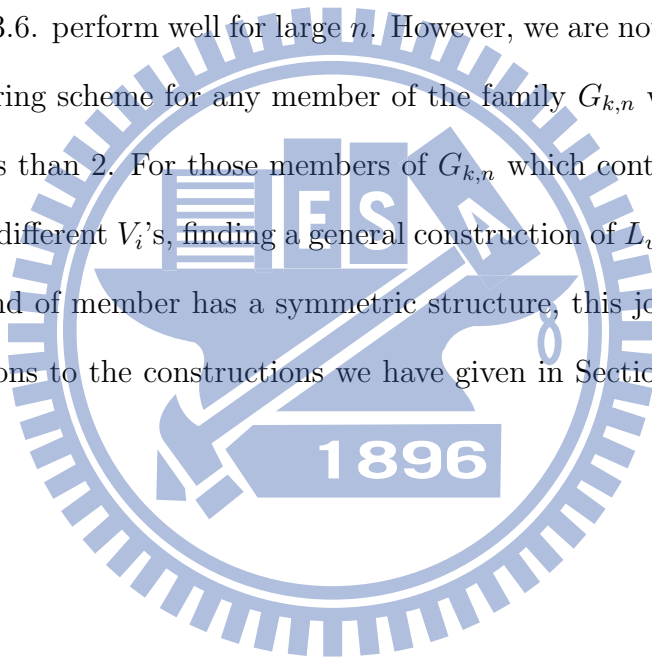 3.6. perform well for large n. However, we are no
ring scheme for any member of the family G_{k,n}
s than 2. For those members of G_{k,n} which cont
different V_i's, finding a general construction of L
nd of member has a symmetric structure, this jo
ons to the constructions we have given in Sectio
ESA
1896